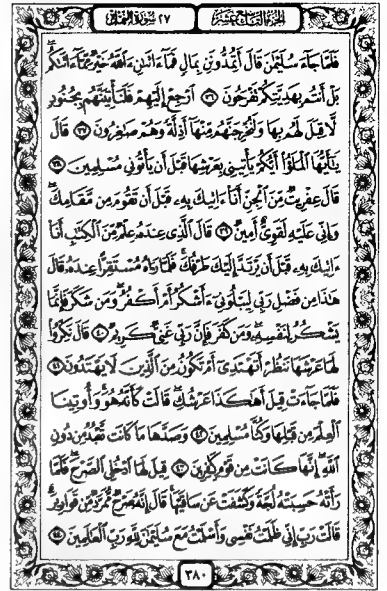 الجزء التاسع عشر
٢٧ سورة النمل
فَلَمَّا جَآءَ سُلَيْمَٰنَ قَالَ أَتُمِدُّونَنِ بِمَالٍ فَمَآ ءَاتَىٰنِۦَ ٱللَّهُ خَيْرٌ مِّمَّآ ءَاتَىٰكُم
بَلْ أَنتُم بِهَدِيَّتِكُمْ تَفْرَحُونَ ٣٦ ٱرْجِعْ إِلَيْهِمْ فَلَنَأْتِيَنَّهُم بِجُنُودٍ
لَّا قِبَلَ لَهُم بِهَا وَلَنُخْرِجَنَّهُم مِّنْهَآ أَذِلَّةً وَهُمْ صَٰغِرُونَ ٣٧ قَالَ
يَٰٓأَيُّهَا ٱلْمَلَؤُا۟ أَيُّكُمْ يَأْتِينِى بِعَرْشِهَا قَبْلَ أَن يَأْتُونِى مُسْلِمِينَ ٣٨
قَالَ عِفْرِيتٌ مِّنَ ٱلْجِنِّ أَنَا۠ ءَاتِيكَ بِهِۦ قَبْلَ أَن تَقُومَ مِن مَّقَامِكَ
وَإِنِّى عَلَيْهِ لَقَوِىٌّ أَمِينٌ ٣٩ قَالَ ٱلَّذِى عِندَهُۥ عِلْمٌ مِّنَ ٱلْكِتَٰبِ أَنَا۠
ءَاتِيكَ بِهِۦ قَبْلَ أَن يَرْتَدَّ إِلَيْكَ طَرْفُكَ فَلَمَّا رَءَاهُ مُسْتَقِرًّا عِندَهُۥ قَالَ
هَٰذَا مِن فَضْلِ رَبِّى لِيَبْلُوَنِىٓ ءَأَشْكُرُ أَمْ أَكْفُرُ وَمَن شَكَرَ فَإِنَّمَا
يَشْكُرُ لِنَفْسِهِۦ وَمَن كَفَرَ فَإِنَّ رَبِّى غَنِىٌّ كَرِيمٌ ٤٠ قَالَ نَكِّرُوا۟
لَهَا عَرْشَهَا نَنظُرْ أَتَهْتَدِىٓ أَمْ تَكُونُ مِنَ ٱلَّذِينَ لَا يَهْتَدُونَ ٤١
فَلَمَّا جَآءَتْ قِيلَ أَهَٰكَذَا عَرْشُكِ قَالَتْ كَأَنَّهُۥ هُوَ وَأُوتِينَا
ٱلْعِلْمَ مِن قَبْلِهَا وَكُنَّا مُسْلِمِينَ ٤٢ وَصَدَّهَا مَا كَانَت تَّعْبُدُ مِن دُونِ
ٱللَّهِ إِنَّهَا كَانَتْ مِن قَوْمٍ كَٰفِرِينَ ٤٣ قِيلَ لَهَا ٱدْخُلِى ٱلصَّرْحَ فَلَمَّا
رَأَتْهُ حَسِبَتْهُ لُجَّةً وَكَشَفَتْ عَن سَاقَيْهَا قَالَ إِنَّهُۥ صَرْحٌ مُّمَرَّدٌ مِّن قَوَارِيرَ
قَالَتْ رَبِّ إِنِّى ظَلَمْتُ نَفْسِى وَأَسْلَمْتُ مَعَ سُلَيْمَٰنَ لِلَّهِ رَبِّ ٱلْعَٰلَمِينَ ٤٤
٣٨٠